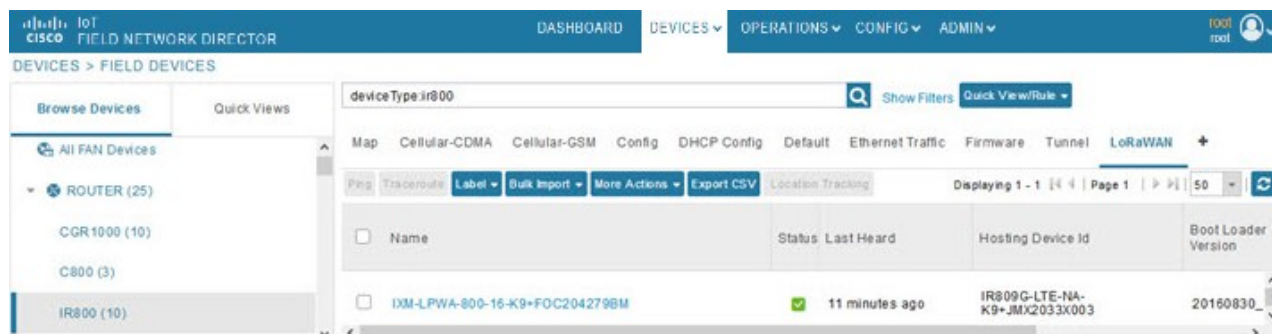 IoT
CISCO FIELD NETWORK DIRECTOR
DASHBOARD DEVICES OPERATIONS CONFIG ADMIN
root
root
DEVICES > FIELD DEVICES
Browse Devices Quick Views
All FAN Devices
ROUTER (25)
CGR1000 (10)
C800 (3)
IR800 (10)
deviceType:ir800
Show Filters Quick View/Rule
Map Cellular-CDMA Cellular-GSM Config DHCP Config Default Ethernet Traffic Firmware Tunnel LoRaWAN +
Ping Traceroute Label Bulk Import More Actions Export CSV Location Tracking Displaying 1 - 1 Page 1 50
Name Status Last Heard Hosting Device Id Boot Loader Version
IXM-LPWA-800-16-K9+FOC204279BM 11 minutes ago IR809G-LTE-NA-K9+JMX2033X003 20160830_